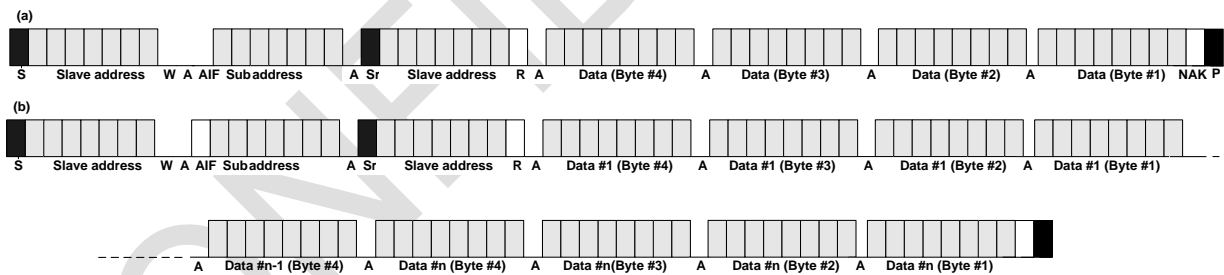 (a)
S Slave address W A AIF Subaddress A Sr Slave address R A Data (Byte #4) A Data (Byte #3) A Data (Byte #2) A Data (Byte #1) NAK P
(b)
S Slave address W A AIF Subaddress A Sr Slave address R A Data #1 (Byte #4) A Data #1 (Byte #3) A Data #1 (Byte #2) A Data #1 (Byte #1)
A Data #n-1 (Byte #4) A Data #n (Byte #4) A Data #n(Byte #3) A Data #n (Byte #2) A Data #n (Byte #1)